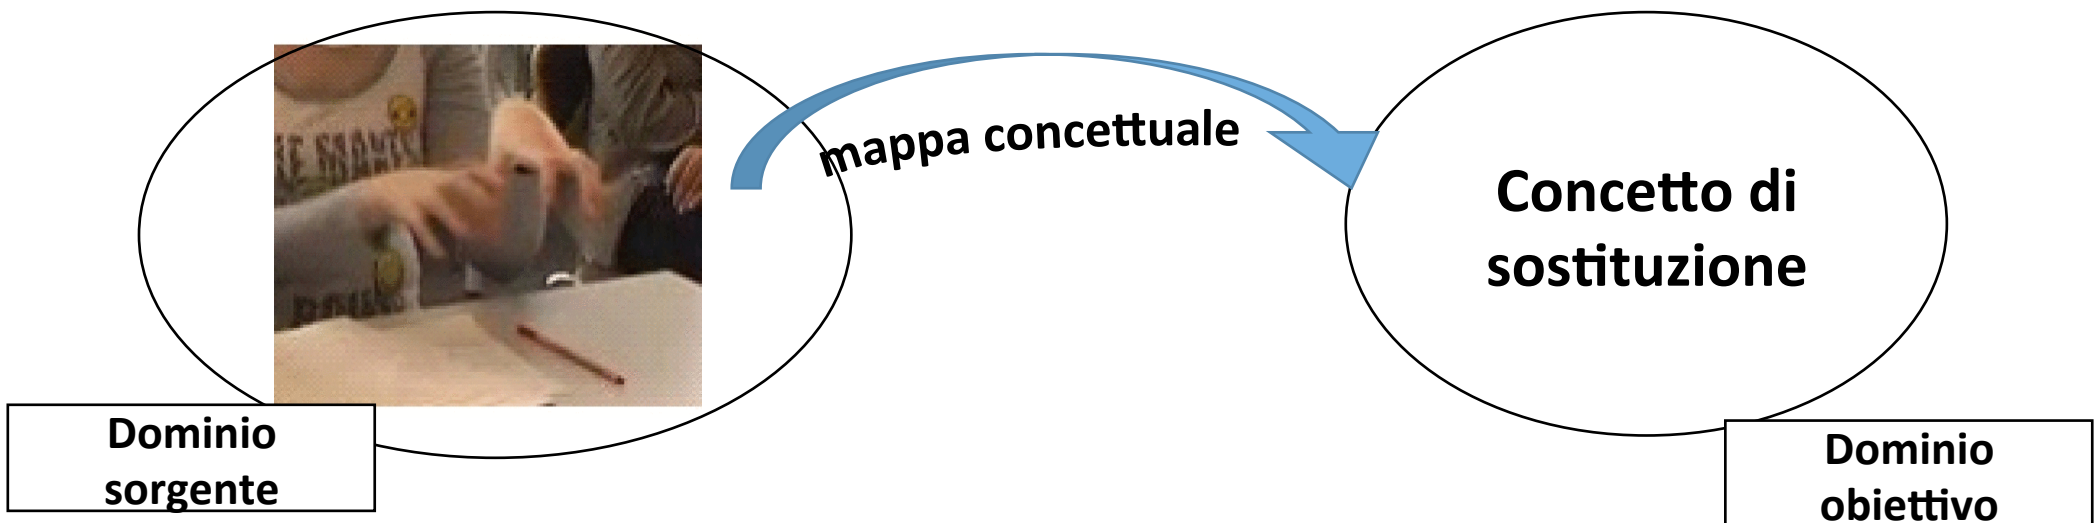 mappa concettuale
Concetto di
sostituzione
Dominio
sorgente
Dominio
obiettivo